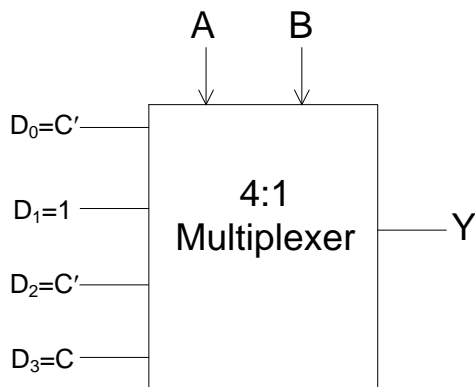 A B
D₀=C′
D₁=1
4:1
Multiplexer
Y
D₂=C′
D₃=C